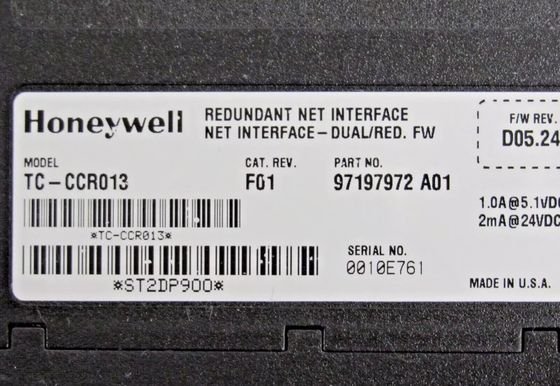 Honeywell
REDUNDANT NET INTERFACE
NET INTERFACE-DUAL/RED. FW
F/W REV.
D05.24
MODEL
TC-CCR013
CAT. REV.
F01
PART NO.
97197972 A01
1.0A@5.1VDC
2mA@24VDC
*TC-CCR013*
*ST2DP900*
SERIAL NO.
0010E761
MADE IN U.S.A.